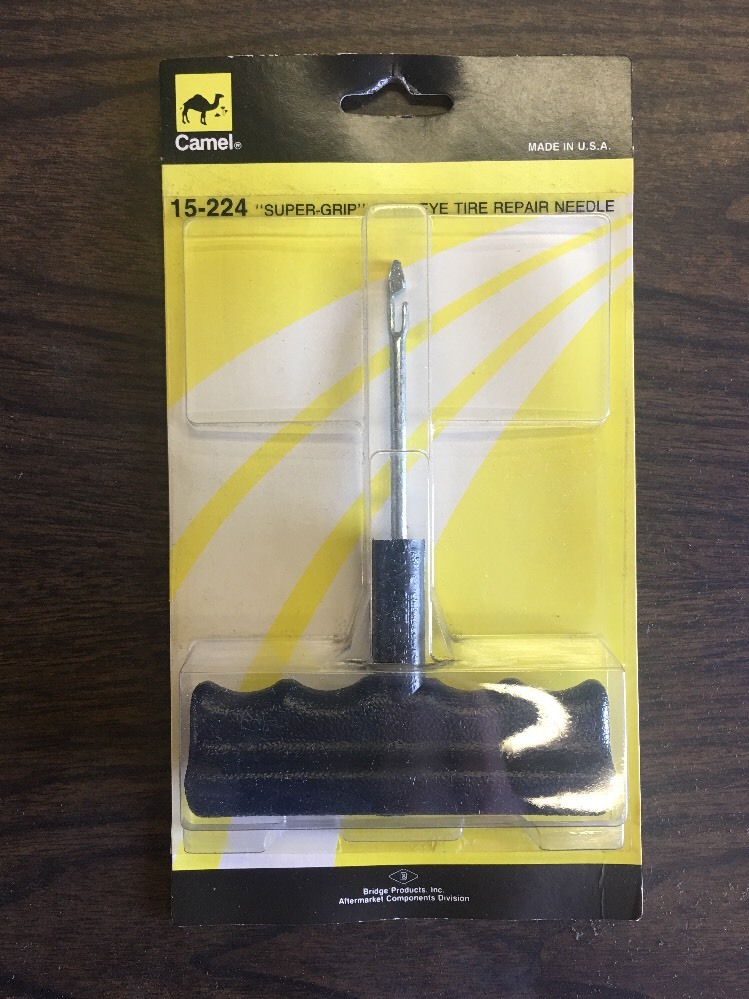 Camel®
MADE IN U.S.A.
15-224 "SUPER-GRIP" EYE TIRE REPAIR NEEDLE
Bridge Products, Inc.
Aftermarket Components Division